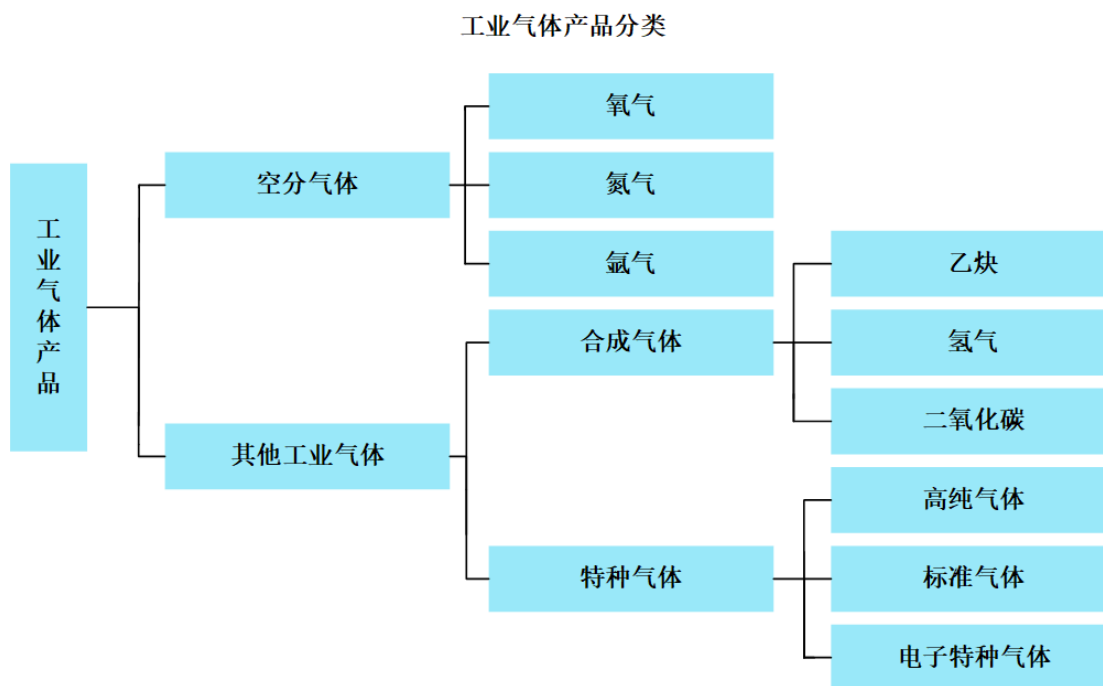 工业气体产品分类
工业气体产品
空分气体
氧气
氮气
氩气
其他工业气体
合成气体
乙炔
氢气
二氧化碳
特种气体
高纯气体
标准气体
电子特种气体